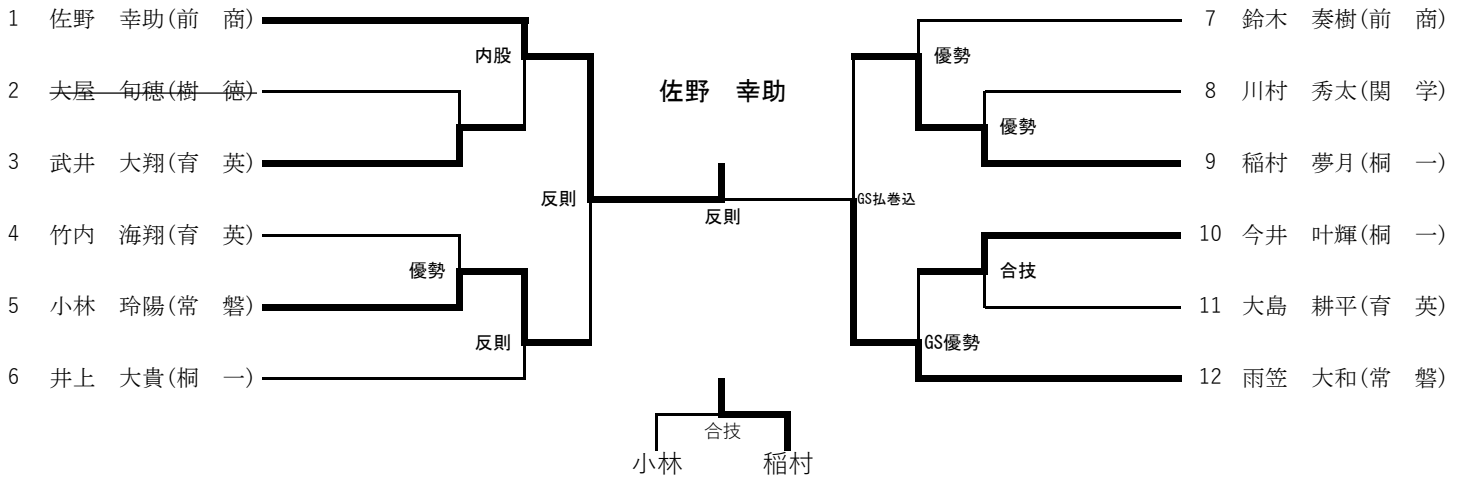 1 佐野 幸助(前 商)
2 大屋 旬穂(樹 徳)
3 武井 大翔(育 英)
4 竹内 海翔(育 英)
5 小林 玲陽(常 磐)
6 井上 大貴(桐 一)
内股
優勢
反則
反則
佐野 幸助
反則
合技
小林 稲村
優勢
優勢
GS払巻込
合技
GS優勢
7 鈴木 奏樹(前 商)
8 川村 秀太(関 学)
9 稲村 夢月(桐 一)
10 今井 叶輝(桐 一)
11 大島 耕平(育 英)
12 雨笠 大和(常 磐)